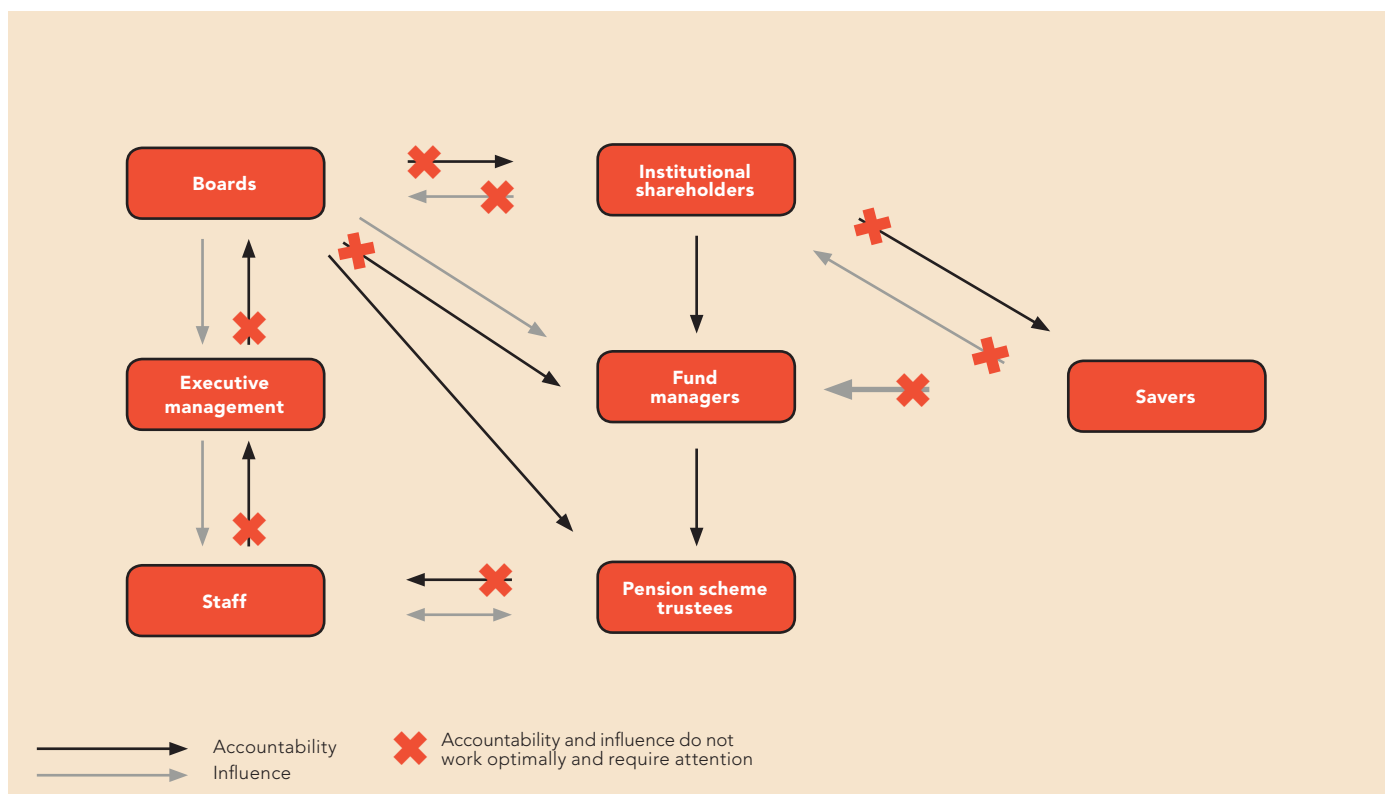 Boards
Institutional
shareholders
Executive
management
Fund
managers
Savers
Staff
Pension scheme
trustees
Accountability
Influence
Accountability and influence do not
work optimally and require attention